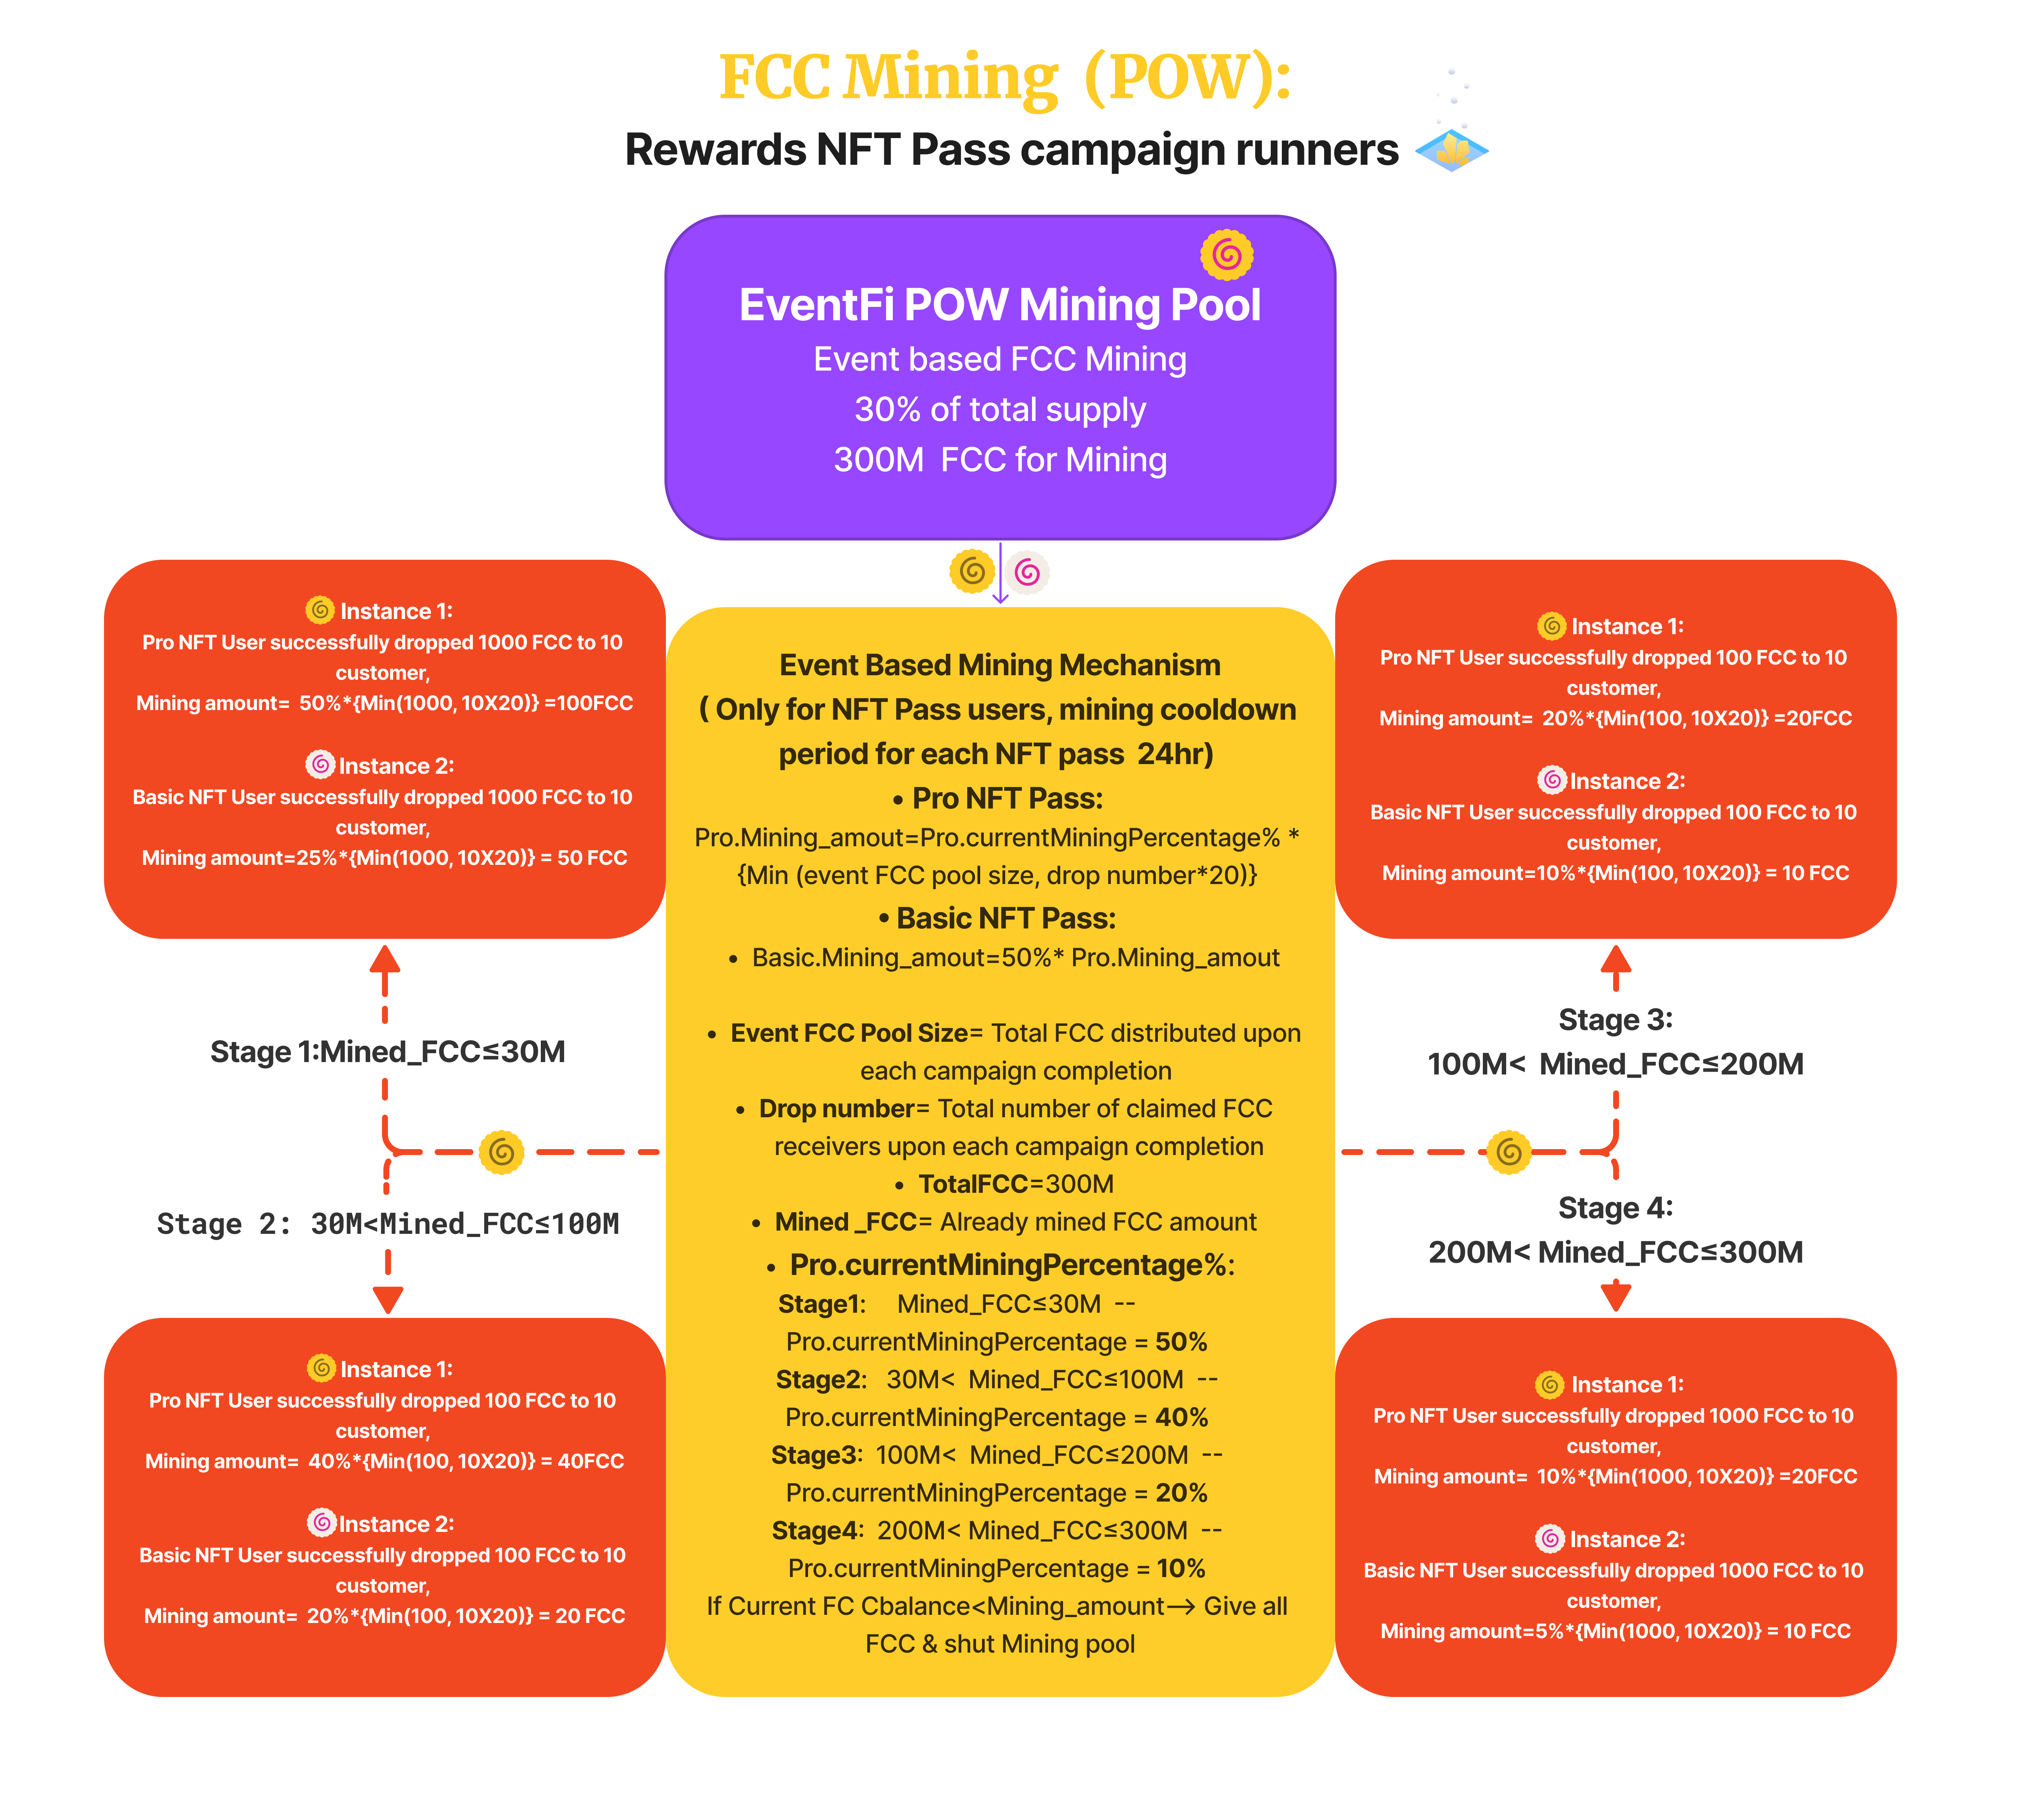 FCC Mining (POW):
Rewards NFT Pass campaign runners
EventFi POW Mining Pool
Event based FCC Mining
30% of total supply
300M FCC for Mining
Instance 1:
Pro NFT User successfully dropped 1000 FCC to 10
customer,
Mining amount= 50%*{Min(1000, 10X20)} =100FCC
Instance 2:
Basic NFT User successfully dropped 1000 FCC to 10
customer,
Mining amount=25%*{Min(1000, 10X20)} = 50 FCC
Stage 1:Mined_FCC≤30M
Stage 2: 30M<Mined_FCC≤100M
Instance 1:
Pro NFT User successfully dropped 100 FCC to 10
customer,
Mining amount= 40%*{Min(100, 10X20)} = 40FCC
Instance 2:
Basic NFT User successfully dropped 100 FCC to 10
customer,
Mining amount= 20%*{Min(100, 10X20)} = 20 FCC
Event Based Mining Mechanism
( Only for NFT Pass users, mining cooldown
period for each NFT pass 24hr)
• Pro NFT Pass:
Pro.Mining_amout=Pro.currentMiningPercentage% *
{Min (event FCC pool size, drop number*20)}
• Basic NFT Pass:
• Basic.Mining_amout=50%* Pro.Mining_amout
• Event FCC Pool Size= Total FCC distributed upon
each campaign completion
• Drop number= Total number of claimed FCC
receivers upon each campaign completion
• TotalFCC=300M
• Mined _FCC= Already mined FCC amount
• Pro.currentMiningPercentage%:
Stage1: Mined_FCC≤30M --
Pro.currentMiningPercentage = 50%
Stage2: 30M< Mined_FCC≤100M --
Pro.currentMiningPercentage = 40%
Stage3: 100M< Mined_FCC≤200M --
Pro.currentMiningPercentage = 20%
Stage4: 200M< Mined_FCC≤300M --
Pro.currentMiningPercentage = 10%
If Current FC Cbalance<Mining_amount—> Give all
FCC & shut Mining pool
Instance 1:
Pro NFT User successfully dropped 100 FCC to 10
customer,
Mining amount= 20%*{Min(100, 10X20)} =20FCC
Instance 2:
Basic NFT User successfully dropped 100 FCC to 10
customer,
Mining amount=10%*{Min(100, 10X20)} = 10 FCC
Stage 3:
100M< Mined_FCC≤200M
Stage 4:
200M< Mined_FCC≤300M
Instance 1:
Pro NFT User successfully dropped 1000 FCC to 10
customer,
Mining amount= 10%*{Min(1000, 10X20)} =20FCC
Instance 2:
Basic NFT User successfully dropped 1000 FCC to 10
customer,
Mining amount=5%*{Min(1000, 10X20)} = 10 FCC